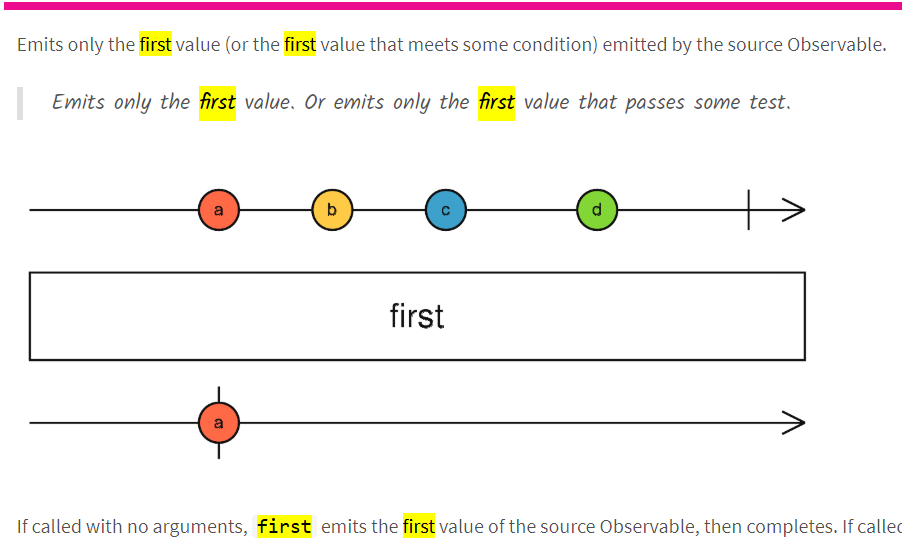 Emits only the first value (or the first value that meets some condition) emitted by the source Observable.
Emits only the first value. Or emits only the first value that passes some test.
a b c d
first
a
If called with no arguments, first emits the first value of the source Observable, then completes. If called